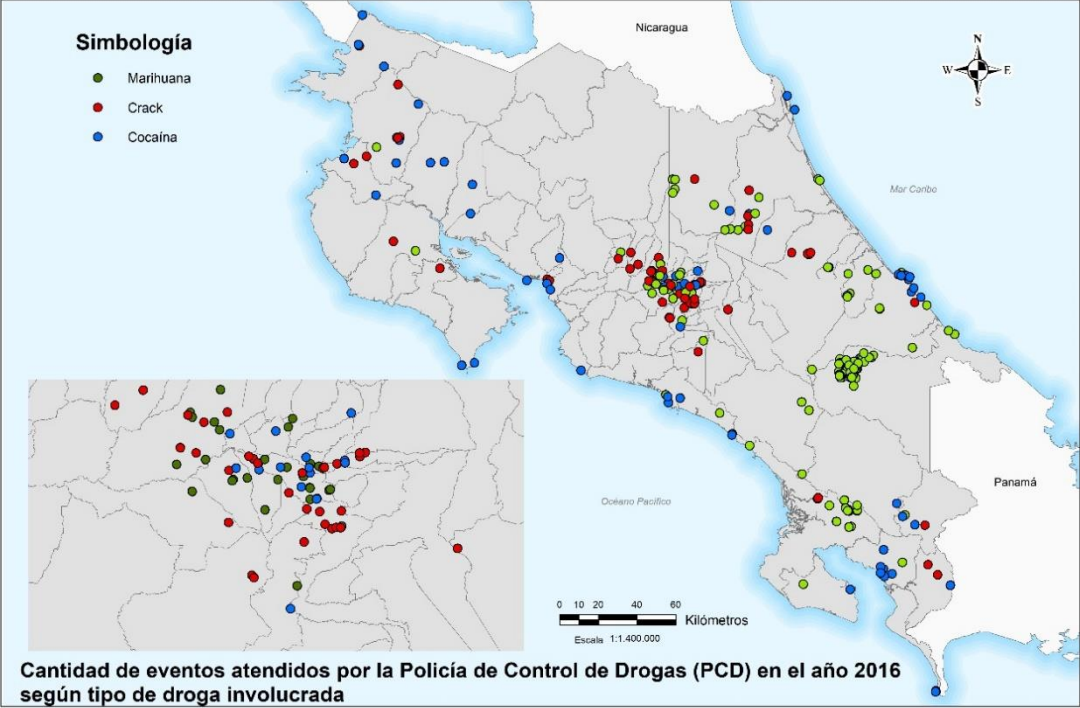 Simbología
Marihuana
Crack
Cocaína
Nicaragua
N
W E
S
Mar Caribo
Panamá
Océano Pacífico
0 10 20 40 60
Kilómetros
Escala 1:1.400.000
Cantidad de eventos atendidos por la Policía de Control de Drogas (PCD) en el año 2016
según tipo de droga involucrada